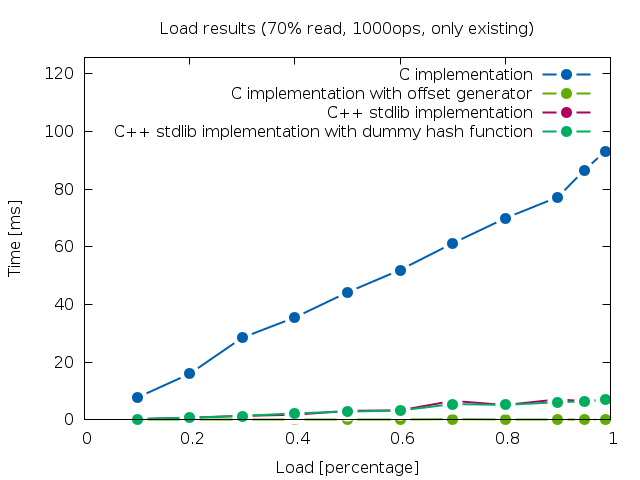 Load results (70% read, 1000ops, only existing)
C implementation
C implementation with offset generator
C++ stdlib implementation
C++ stdlib implementation with dummy hash function
Time [ms]
120
100
80
60
40
20
0
0 0.2 0.4 0.6 0.8 1
Load [percentage]